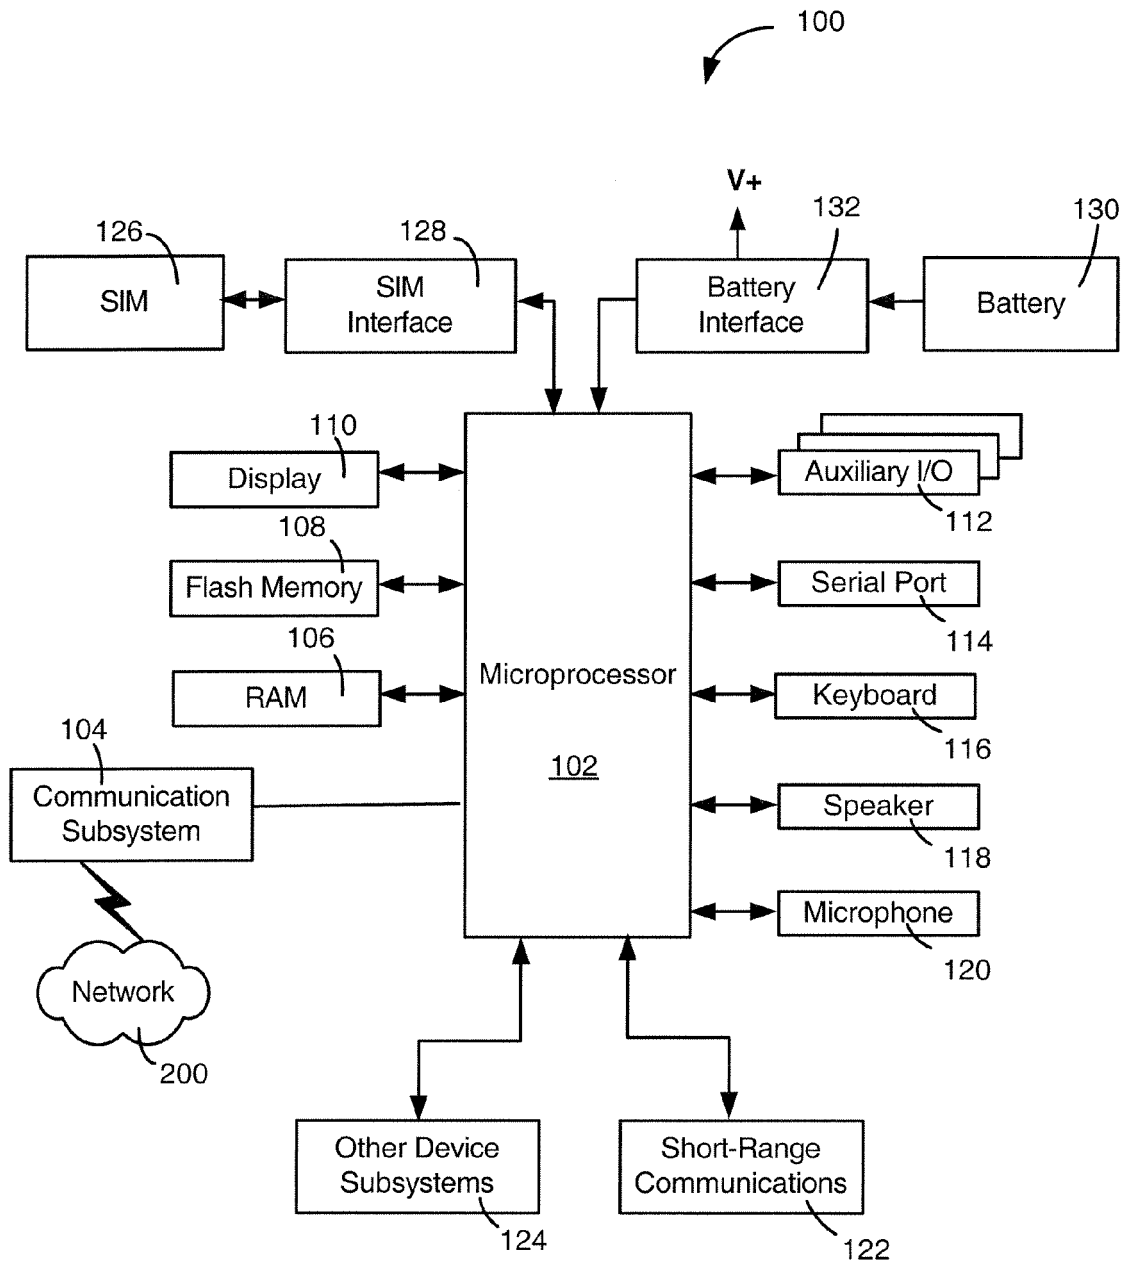 100
V+
126
128
132
130
SIM
SIM
Interface
Battery
Interface
Battery
110
Display
Auxiliary I/O
112
108
Flash Memory
Serial Port
114
106
RAM
Microprocessor
102
Keyboard
116
104
Communication
Subsystem
Speaker
118
Microphone
120
Network
200
Other Device
Subsystems
124
Short-Range
Communications
122